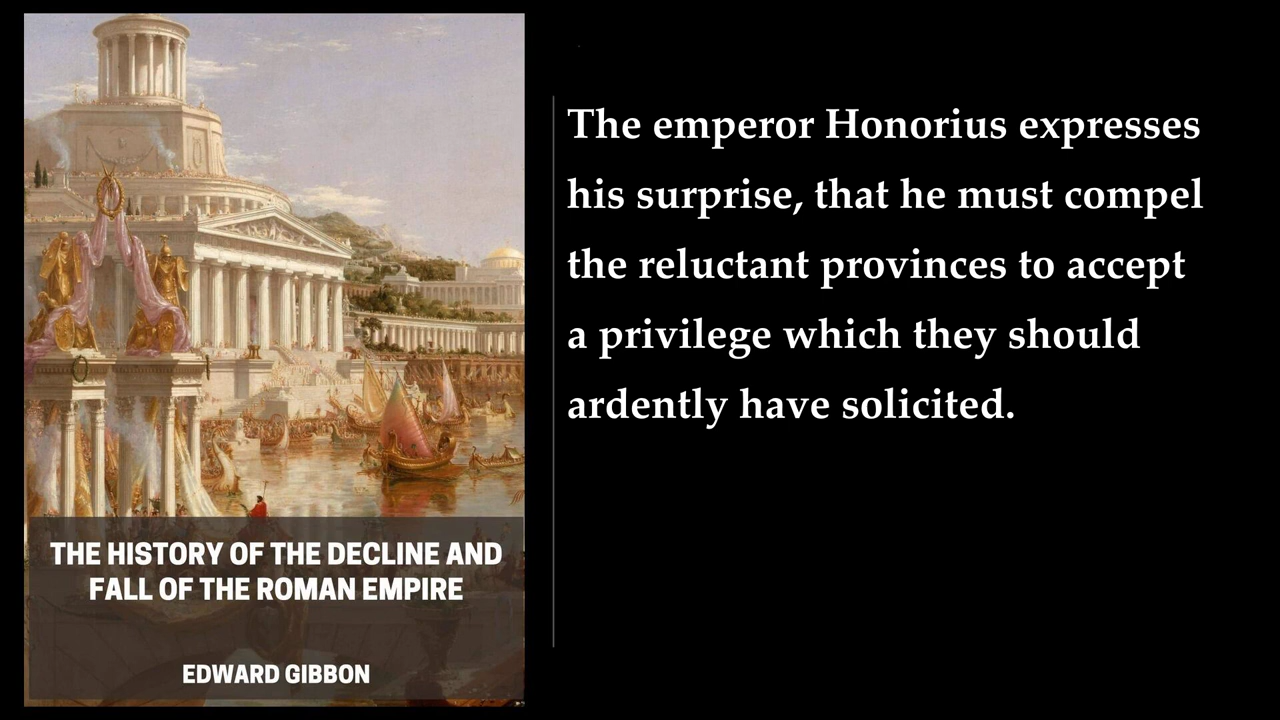 The emperor Honorius expresses
his surprise, that he must compel
the reluctant provinces to accept
a privilege which they should
ardently have solicited.
THE HISTORY OF THE DECLINE AND
FALL OF THE ROMAN EMPIRE
EDWARD GIBBON